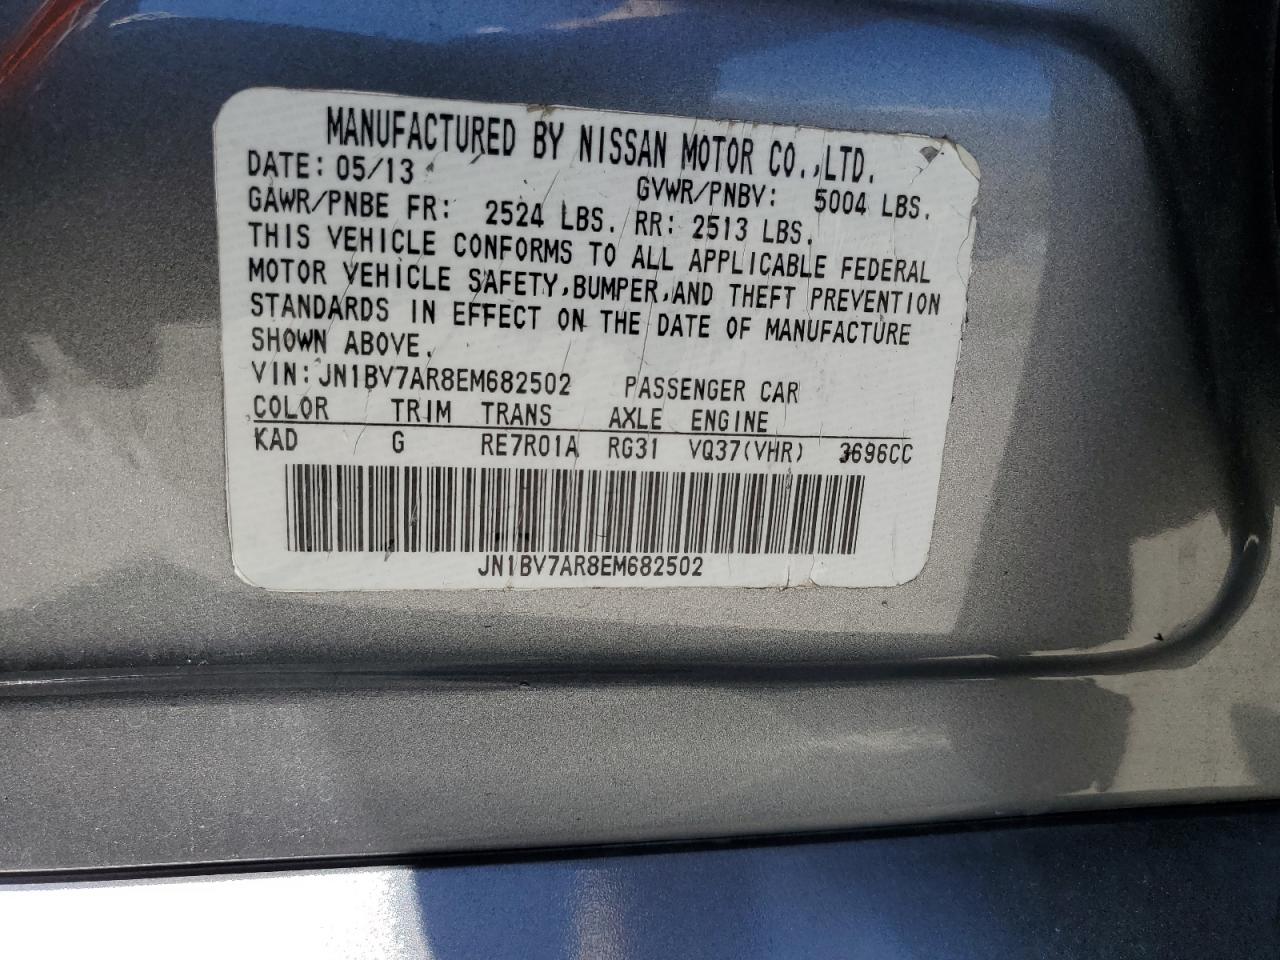 MANUFACTURED BY NISSAN MOTOR CO.,LTD.
DATE: 05/13 GVWR/PNBV: 5004 LBS.
GAWR/PNBE FR: 2524 LBS. RR: 2513 LBS.
THIS VEHICLE CONFORMS TO ALL APPLICABLE FEDERAL
MOTOR VEHICLE SAFETY,BUMPER,AND THEFT PREVENTION
STANDARDS IN EFFECT ON THE DATE OF MANUFACTURE
SHOWN ABOVE.
VIN:JN1BV7AR8EM682502 PASSENGER CAR
COLOR TRIM TRANS AXLE ENGINE
KAD G RE7R01A RG31 VQ37(VHR) 3696CC
JN1BV7AR8EM682502